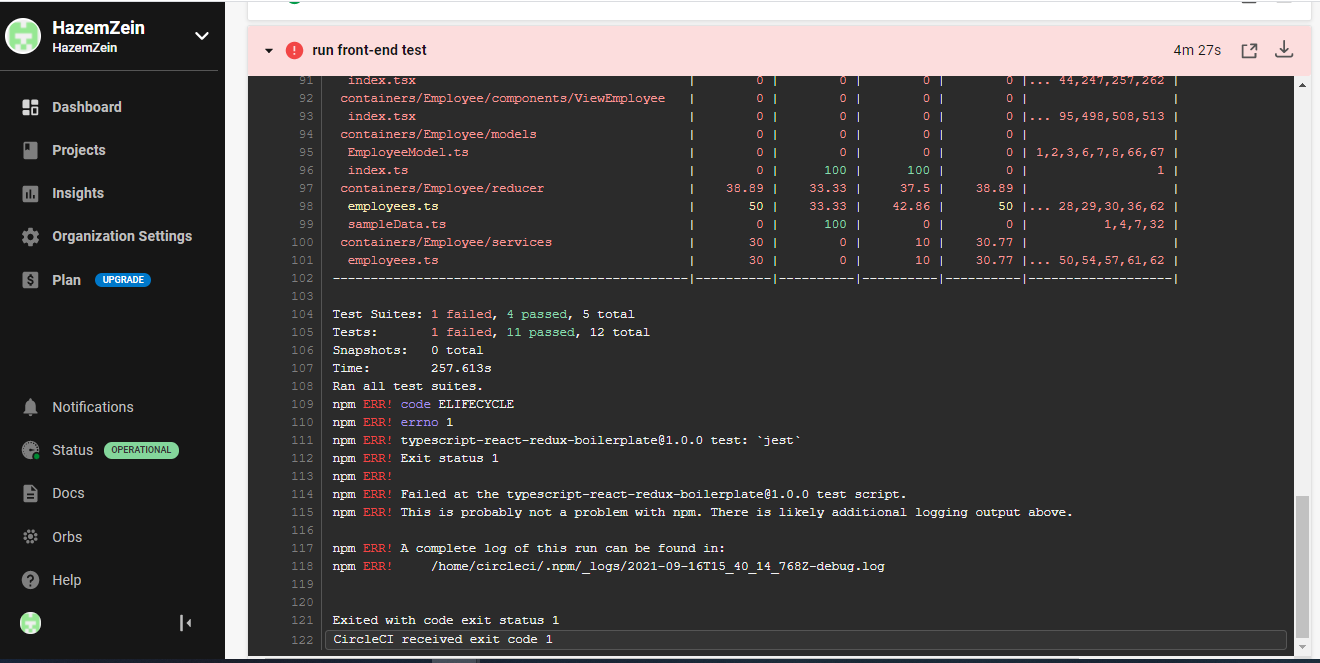 HazemZein
HazemZein
Dashboard
Projects
Insights
Organization Settings
Plan UPGRADE
Notifications
Status OPERATIONAL
Docs
Orbs
Help
! run front-end test 4m 27s
91 index.tsx | 0 | 0 | 0 | 0 |... 44,247,257,262 |
92 containers/Employee/components/ViewEmployee | 0 | 0 | 0 | 0 | |
93 index.tsx | 0 | 0 | 0 | 0 |... 95,498,508,513 |
94 containers/Employee/models | 0 | 0 | 0 | 0 | |
95 EmployeeModel.ts | 0 | 0 | 0 | 0 | 1,2,3,6,7,8,66,67 |
96 index.ts | 0 | 100 | 100 | 0 | 1 |
97 containers/Employee/reducer | 38.89 | 33.33 | 37.5 | 38.89 | |
98 employees.ts | 50 | 33.33 | 42.86 | 50 |... 28,29,30,36,62 |
99 sampleData.ts | 0 | 100 | 0 | 0 | 1,4,7,32 |
100 containers/Employee/services | 30 | 0 | 10 | 30.77 | |
101 employees.ts | 30 | 0 | 10 | 30.77 |... 50,54,57,61,62 |
102 -----------------------------------------------|----------|----------|----------|----------|-------------------|
103
104 Test Suites: 1 failed, 4 passed, 5 total
105 Tests: 1 failed, 11 passed, 12 total
106 Snapshots: 0 total
107 Time: 257.613s
108 Ran all test suites.
109 npm ERR! code ELIFECYCLE
110 npm ERR! errno 1
111 npm ERR! typescript-react-redux-boilerplate@1.0.0 test: `jest`
112 npm ERR! Exit status 1
113 npm ERR!
114 npm ERR! Failed at the typescript-react-redux-boilerplate@1.0.0 test script.
115 npm ERR! This is probably not a problem with npm. There is likely additional logging output above.
116
117 npm ERR! A complete log of this run can be found in:
118 npm ERR! /home/circleci/.npm/_logs/2021-09-16T15_40_14_768Z-debug.log
119
120
121 Exited with code exit status 1
122 CircleCI received exit code 1